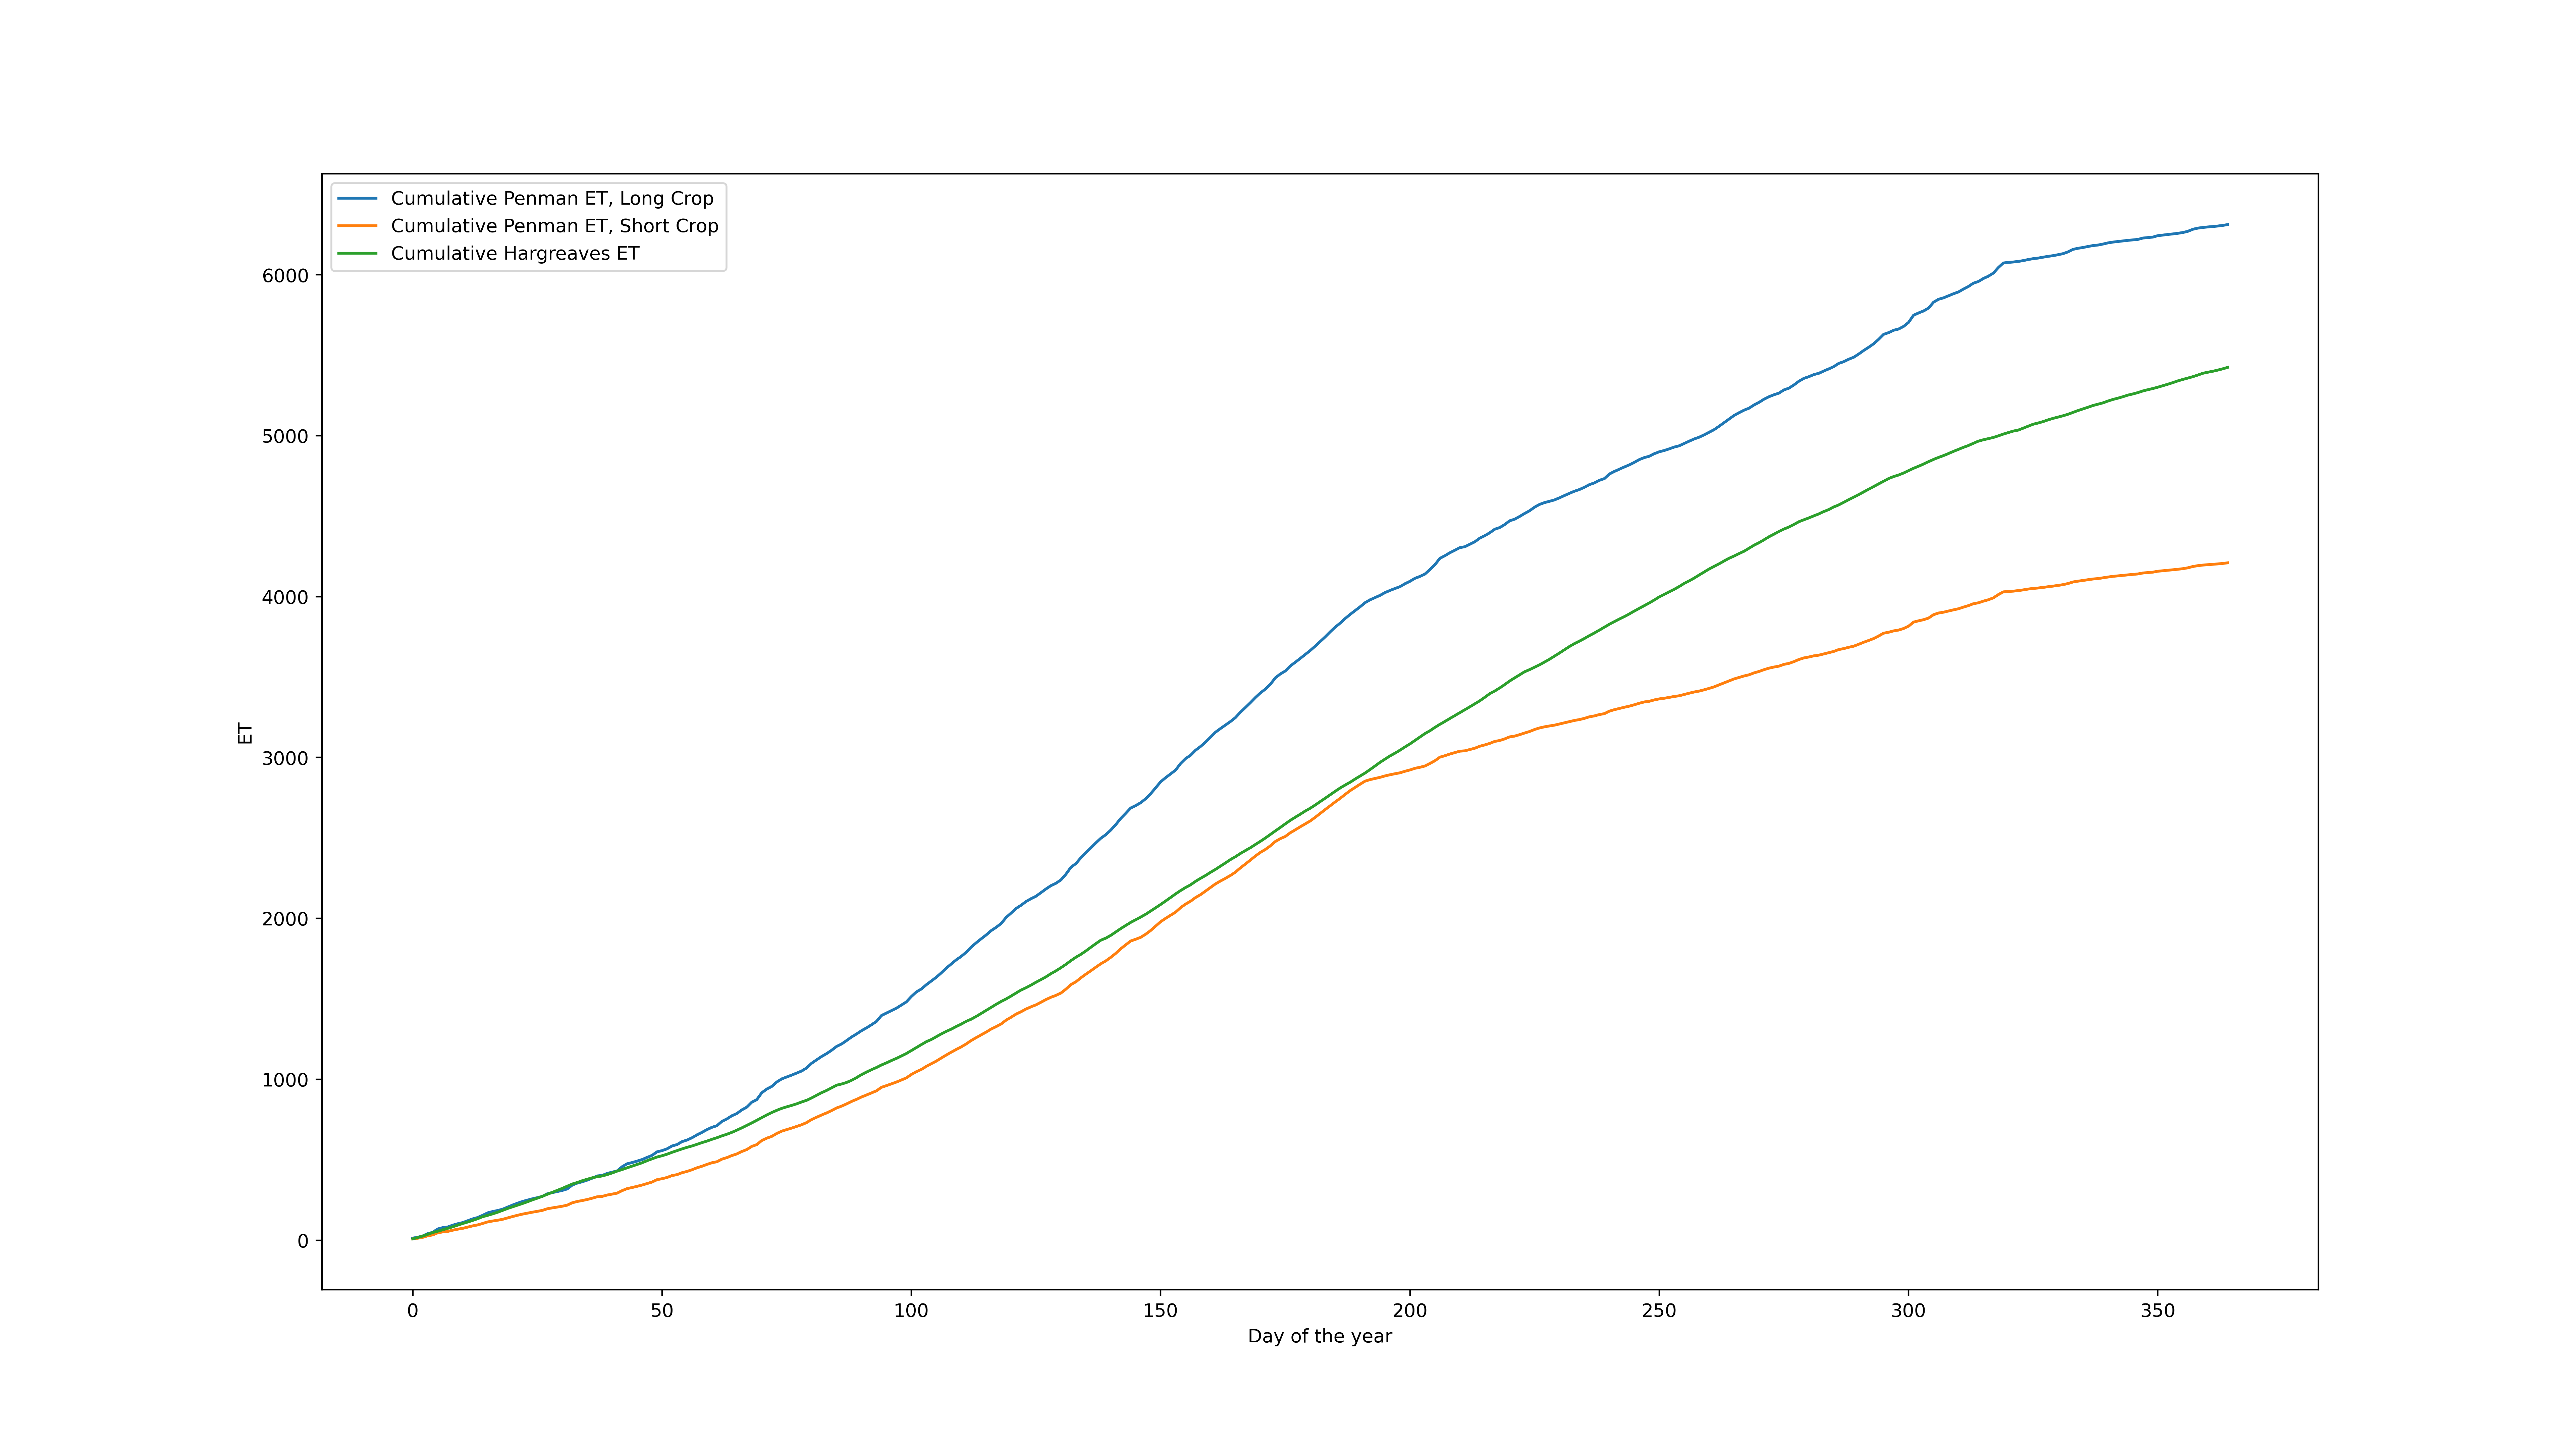 Cumulative Penman ET, Long Crop
Cumulative Penman ET, Short Crop
Cumulative Hargreaves ET
6000
5000
4000
3000
2000
1000
0
ET
0 50 100 150 200 250 300 350
Day of the year